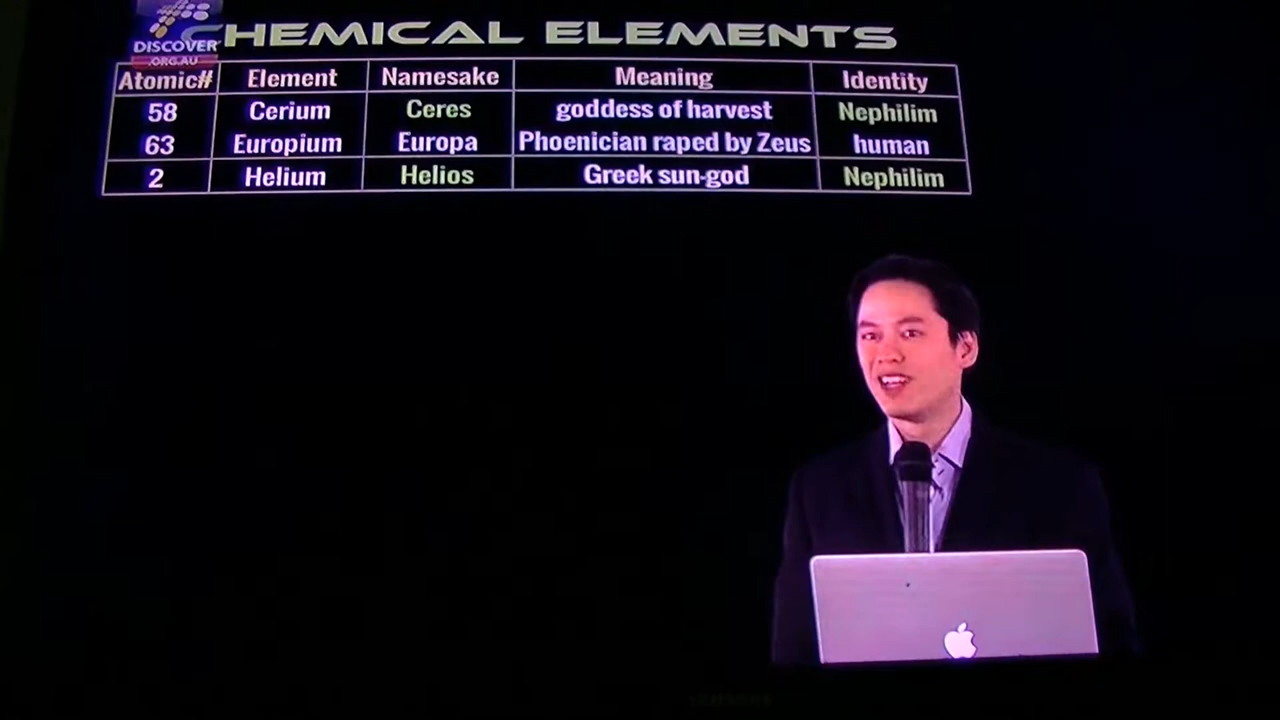 CHEMICAL ELEMENTS
DISCOVER
.ORG.AU
Atomic# Element Namesake Meaning Identity
58 Cerium Ceres goddess of harvest Nephilim
63 Europium Europa Phoenician raped by Zeus human
2 Helium Helios Greek sun-god Nephilim